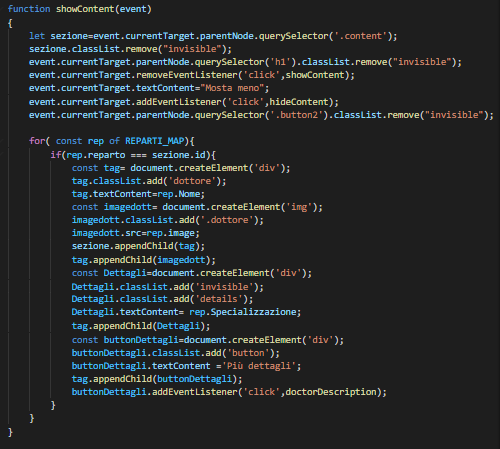 function showContent(event)
{
let sezione=event.currentTarget.parentNode.querySelector('.content');
sezione.classList.remove("invisible");
event.currentTarget.parentNode.querySelector('h1').classList.remove("invisible");
event.currentTarget.removeEventListener('click',showContent);
event.currentTarget.textContent="Mosta meno";
event.currentTarget.addEventListener('click',hideContent);
event.currentTarget.parentNode.querySelector('.button2').classList.remove("invisible");
for( const rep of REPARTI_MAP){
if(rep.reparto === sezione.id){
const tag= document.createElement('div');
tag.classList.add('dottore');
tag.textContent=rep.Nome;
const imagedott= document.createElement('img');
imagedott.classList.add('.dottore');
imagedott.src=rep.image;
sezione.appendChild(tag);
tag.appendChild(imagedott);
const Dettagli=document.createElement('div');
Dettagli.classList.add('invisible');
Dettagli.classList.add('details');
Dettagli.textContent= rep.Specializzazione;
tag.appendChild(Dettagli);
const buttonDettagli=document.createElement('div');
buttonDettagli.classList.add('button');
buttonDettagli.textContent ='Più dettagli';
tag.appendChild(buttonDettagli);
buttonDettagli.addEventListener('click',doctorDescription);
}
}
}